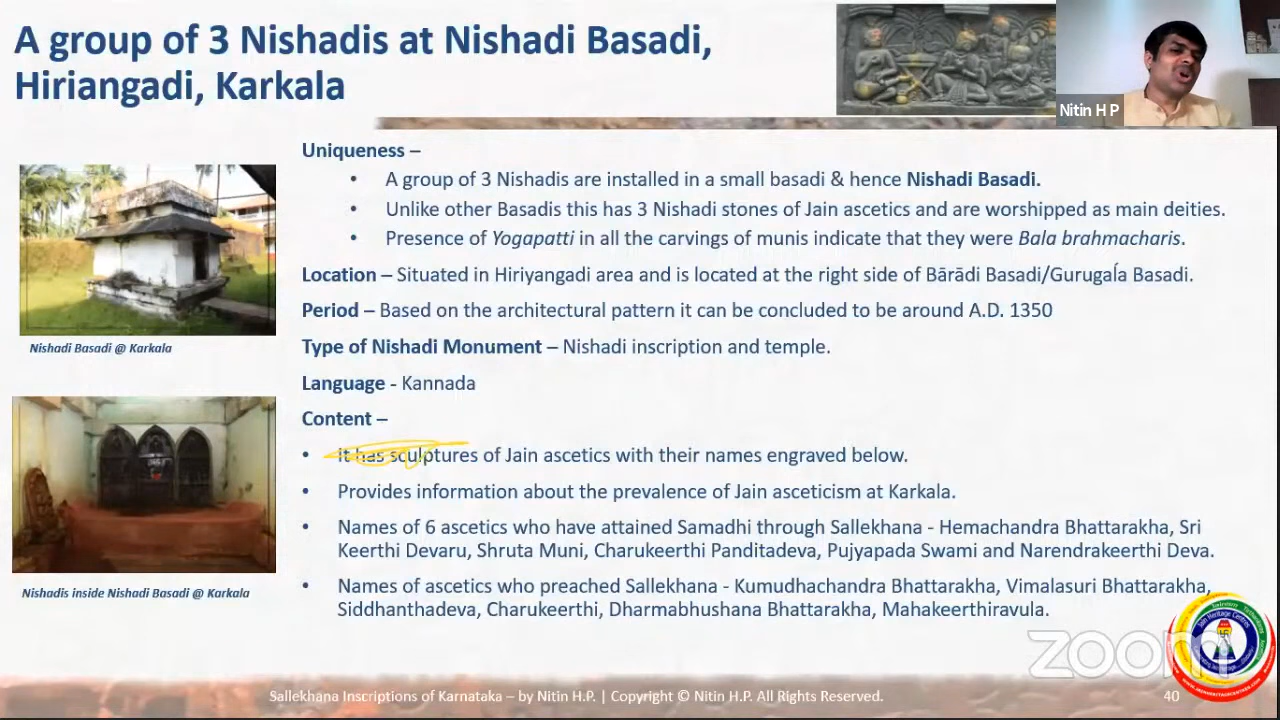 A group of 3 Nishadis at Nishadi Basadi,
Hiriangadi, Karkala
Nitin H P
Uniqueness –
• A group of 3 Nishadis are installed in a small basadi & hence Nishadi Basadi.
• Unlike other Basadis this has 3 Nishadi stones of Jain ascetics and are worshipped as main deities.
• Presence of Yogapatti in all the carvings of munis indicate that they were Bala brahmacharis.
Location – Situated in Hiriyangadi area and is located at the right side of Bārādi Basadi/Gurugaĺa Basadi.
Period – Based on the architectural pattern it can be concluded to be around A.D. 1350
Nishadi Basadi @ Karkala
Type of Nishadi Monument – Nishadi inscription and temple.
Language - Kannada
Content –
• It has sculptures of Jain ascetics with their names engraved below.
• Provides information about the prevalence of Jain asceticism at Karkala.
• Names of 6 ascetics who have attained Samadhi through Sallekhana - Hemachandra Bhattarakha, Sri
Keerthi Devaru, Shruta Muni, Charukeerthi Panditadeva, Pujyapada Swami and Narendrakeerthi Deva.
Nishadis inside Nishadi Basadi @ Karkala
• Names of ascetics who preached Sallekhana - Kumudhachandra Bhattarakha, Vimalasuri Bhattarakha,
Siddhanthadeva, Charukeerthi, Dharmabhushana Bhattarakha, Mahakeerthiravula.
zoom
Jain Heritage Centres
Sallekhana Inscriptions of Karnataka – by Nitin H.P. | Copyright © Nitin H.P. All Rights Reserved.
40